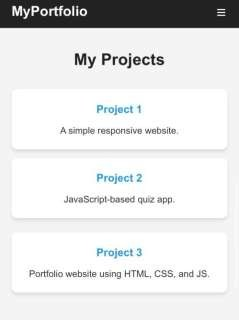 MyPortfolio
My Projects
Project 1
A simple responsive website.
Project 2
JavaScript-based quiz app.
Project 3
Portfolio website using HTML, CSS, and JS.